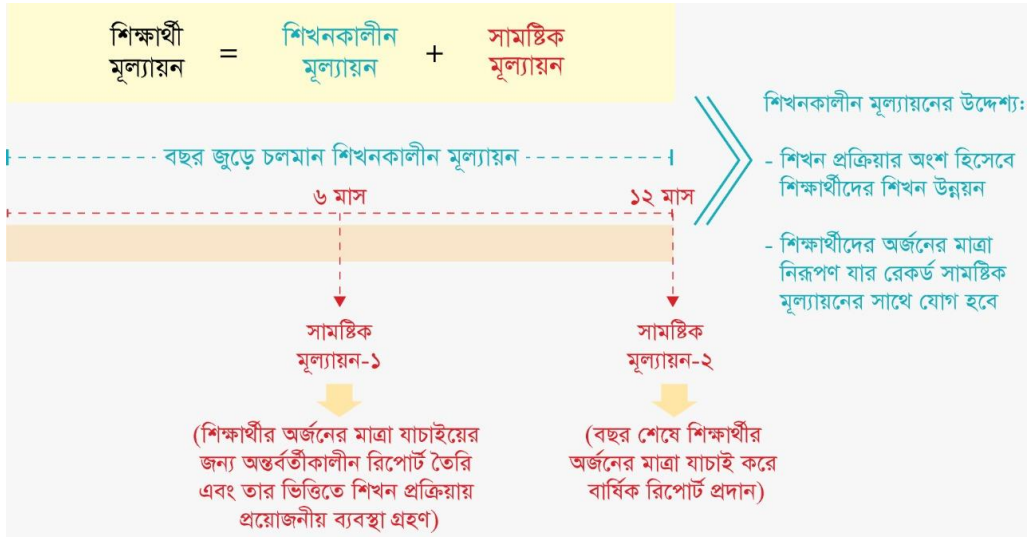 শিক্ষার্থী মূল্যায়ন = শিখনকালীন মূল্যায়ন + সামষ্টিক মূল্যায়ন
বছর জুড়ে চলমান শিখনকালীন মূল্যায়ন
৬ মাস
১২ মাস
সামষ্টিক
মূল্যায়ন-১
(শিক্ষার্থীর অর্জনের মাত্রা যাচাইয়ের
জন্য অন্তর্বর্তীকালীন রিপোর্ট তৈরি
এবং তার ভিত্তিতে শিখন প্রক্রিয়ায়
প্রয়োজনীয় ব্যবস্থা গ্রহণ)
সামষ্টিক
মূল্যায়ন-২
(বছর শেষে শিক্ষার্থীর
অর্জনের মাত্রা যাচাই করে
বার্ষিক রিপোর্ট প্রদান)
শিখনকালীন মূল্যায়নের উদ্দেশ্য:
- শিখন প্রক্রিয়ার অংশ হিসেবে
শিক্ষার্থীদের শিখন উন্নয়ন
- শিক্ষার্থীদের অর্জনের মাত্রা
নিরূপণ যার রেকর্ড সামষ্টিক
মূল্যায়নের সাথে যোগ হবে